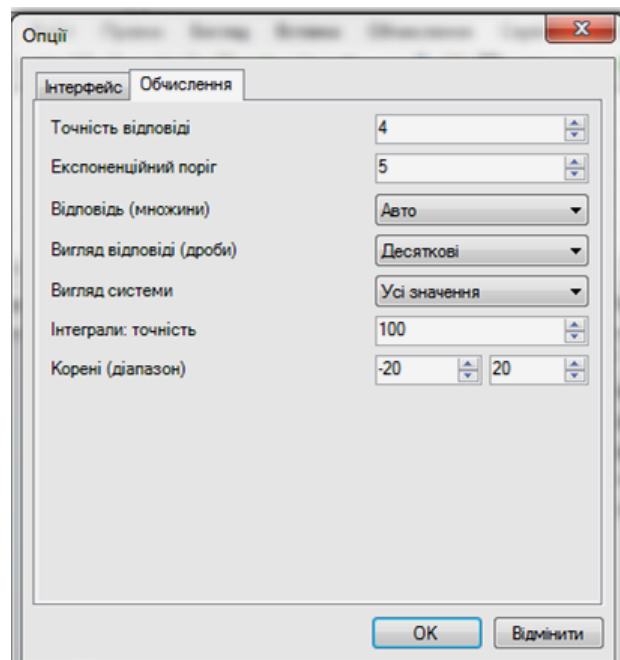 Опції
Інтерфейс Обчислення
Точність відповіді 4
Експоненційний поріг 5
Відповідь (множини) Авто
Вигляд відповіді (дроби) Десяткові
Вигляд системи Усі значення
Інтеграли: точність 100
Корені (діапазон) -20 20
OK Відмінити